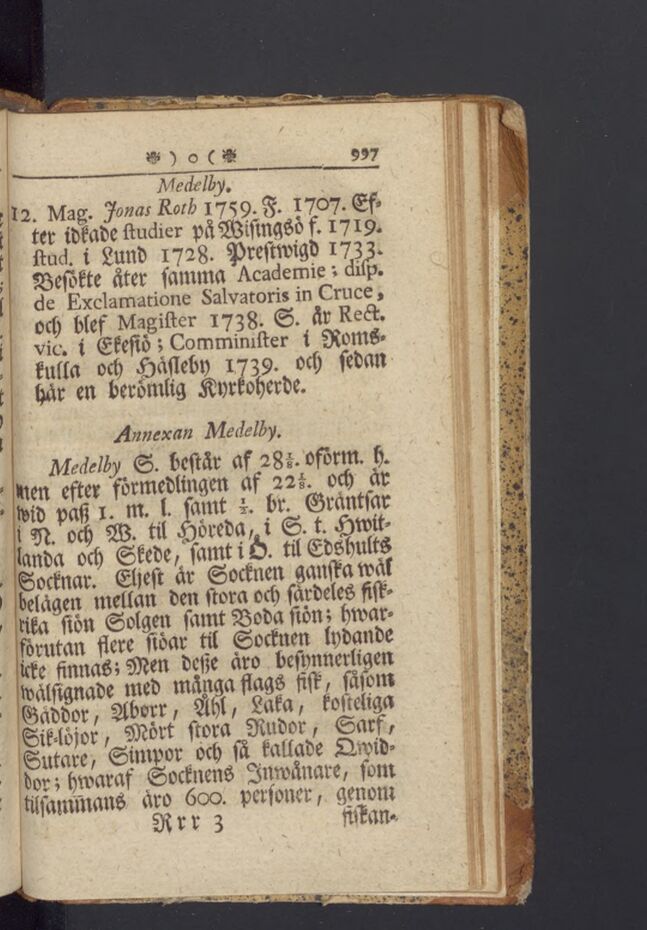 ❉ ) o ( ❉ 997
Medelby.
12. Mag. Jonas Roth 1759. F. 1707. Ef-
ter idkade studier på Wisingsö f. 1719.
stud. i Lund 1728. Prestwigd 1733.
Besökte åter samma Academie; disp.
de Exclamatione Salvatoris in Cruce,
och blef Magister 1738. S. år Rect.
vic. i Ekesiö; Comminister i Roms-
kulla och Häsleby 1739. och sedan
här en berömlig Kyrkoherde.
Annexan Medelby.
Medelby S. består af 28 1/8. oförm. h.
men efter förmedlingen af 22 1/8. och är
wid paß 1. m. l. samt 1/2. br. Gräntsar
i N. och W. til Höreda, i S. t. Hwit-
landa och Skede, samt i Ö. til Edshults
Socknar. Eljest är Socknen ganska wäl
belägen mellan den stora och särdeles fisk-
rika siön Solgen samt Boda siön; hwar-
förutan flere siöar til Socknen lydande
icke finnas; Men deße äro besynnerligen
wälsignade med många slags fisk, såsom
Gäddor, Aborr, Åhl, Laka, kosteliga
Sik-löjor, Mört stora Rudor, Sarf,
Sutare, Simpor och så kallade Qwid-
dor; hwaraf Socknens Inwånare, som
tilsam̅mans äro 600. personer, genom
Rrr 3 fiskan-